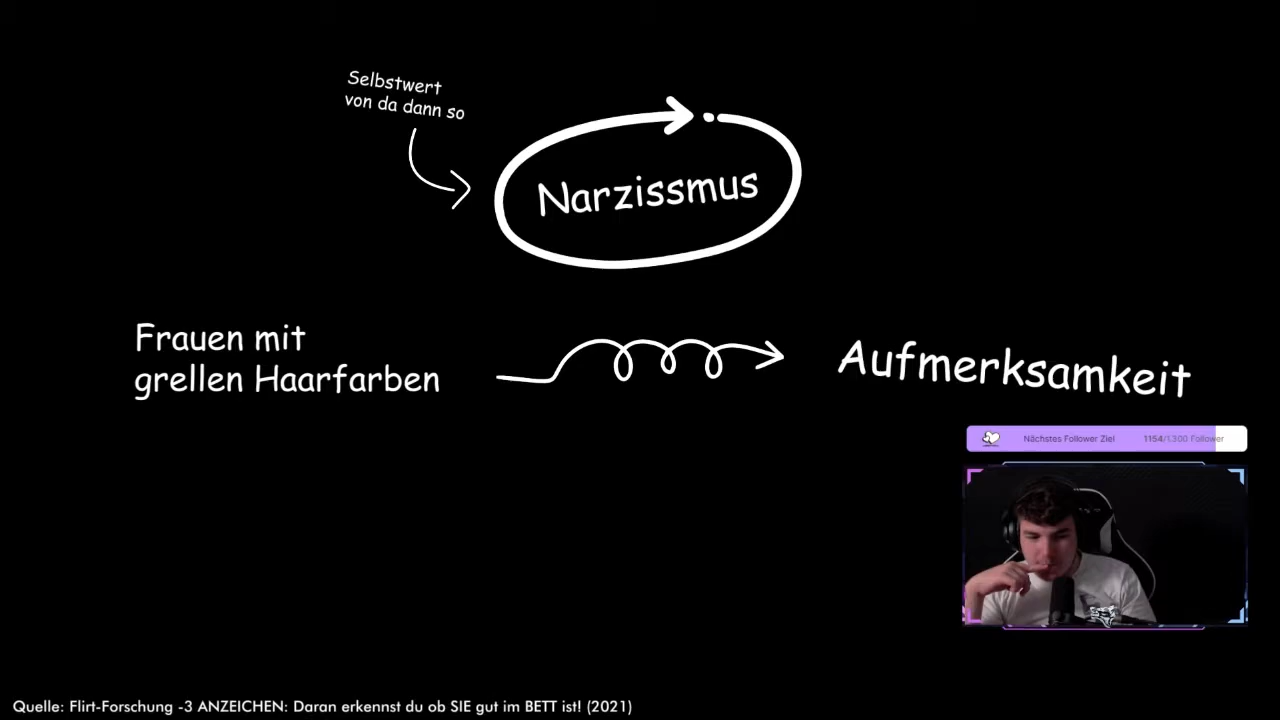 Selbstwert
von da dann so
Narzissmus
Frauen mit
grellen Haarfarben
Aufmerksamkeit
Nächstes Follower Ziel 1154/1.300 Follower
Quelle: Flirt-Forschung -3 ANZEICHEN: Daran erkennst du ob SIE gut im BETT ist! (2021)